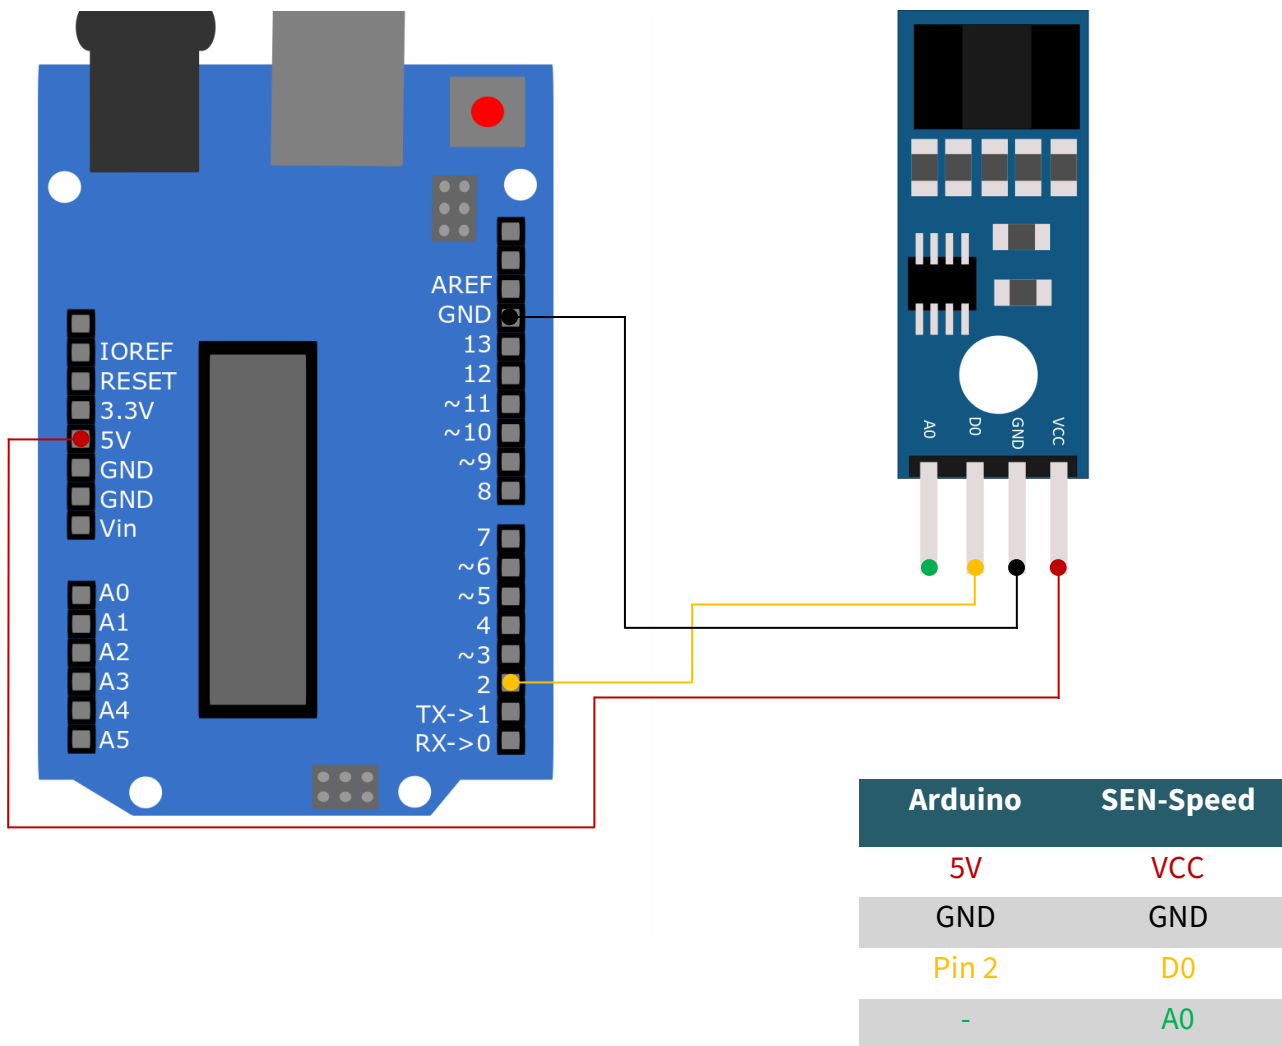 AREF
GND
13
12
~11
~10
~9
8
7
~6
~5
4
~3
2
TX->1
RX->0
IOREF
RESET
3.3V
5V
GND
GND
Vin
A0
A1
A2
A3
A4
A5
A0
D0
GND
VCC
Arduino SEN-Speed
5V VCC
GND GND
Pin 2 D0
- A0